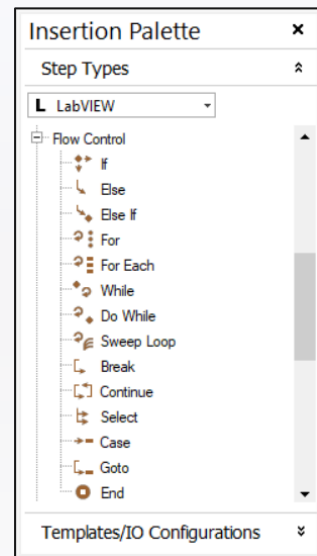 Insertion Palette
Step Types
L LabVIEW
Flow Control
If
Else
Else If
For
For Each
While
Do While
Sweep Loop
Break
Continue
Select
Case
Goto
End
Templates/IO Configurations